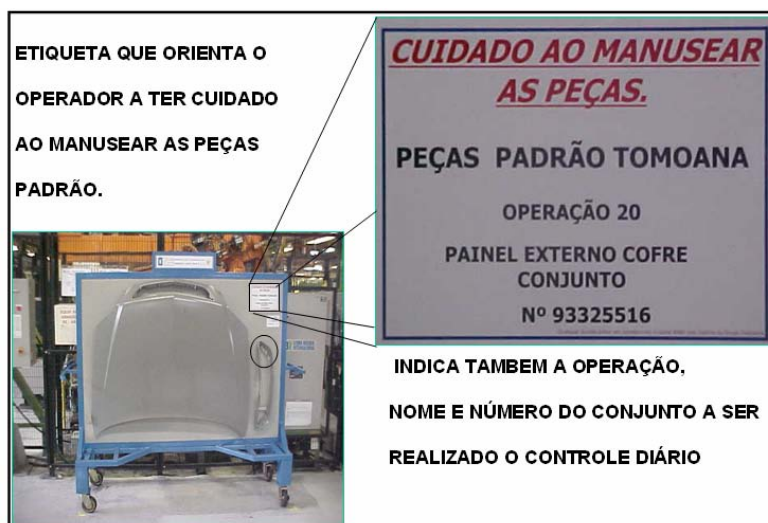 ETIQUETA QUE ORIENTA O
OPERADOR A TER CUIDADO
AO MANUSEAR AS PEÇAS
PADRÃO.
CUIDADO AO MANUSEAR
AS PEÇAS.
PEÇAS PADRÃO TOMOANA
OPERAÇÃO 20
PAINEL EXTERNO COFRE
CONJUNTO
Nº 93325516
INDICA TAMBEM A OPERAÇÃO,
NOME E NÚMERO DO CONJUNTO A SER
REALIZADO O CONTROLE DIÁRIO